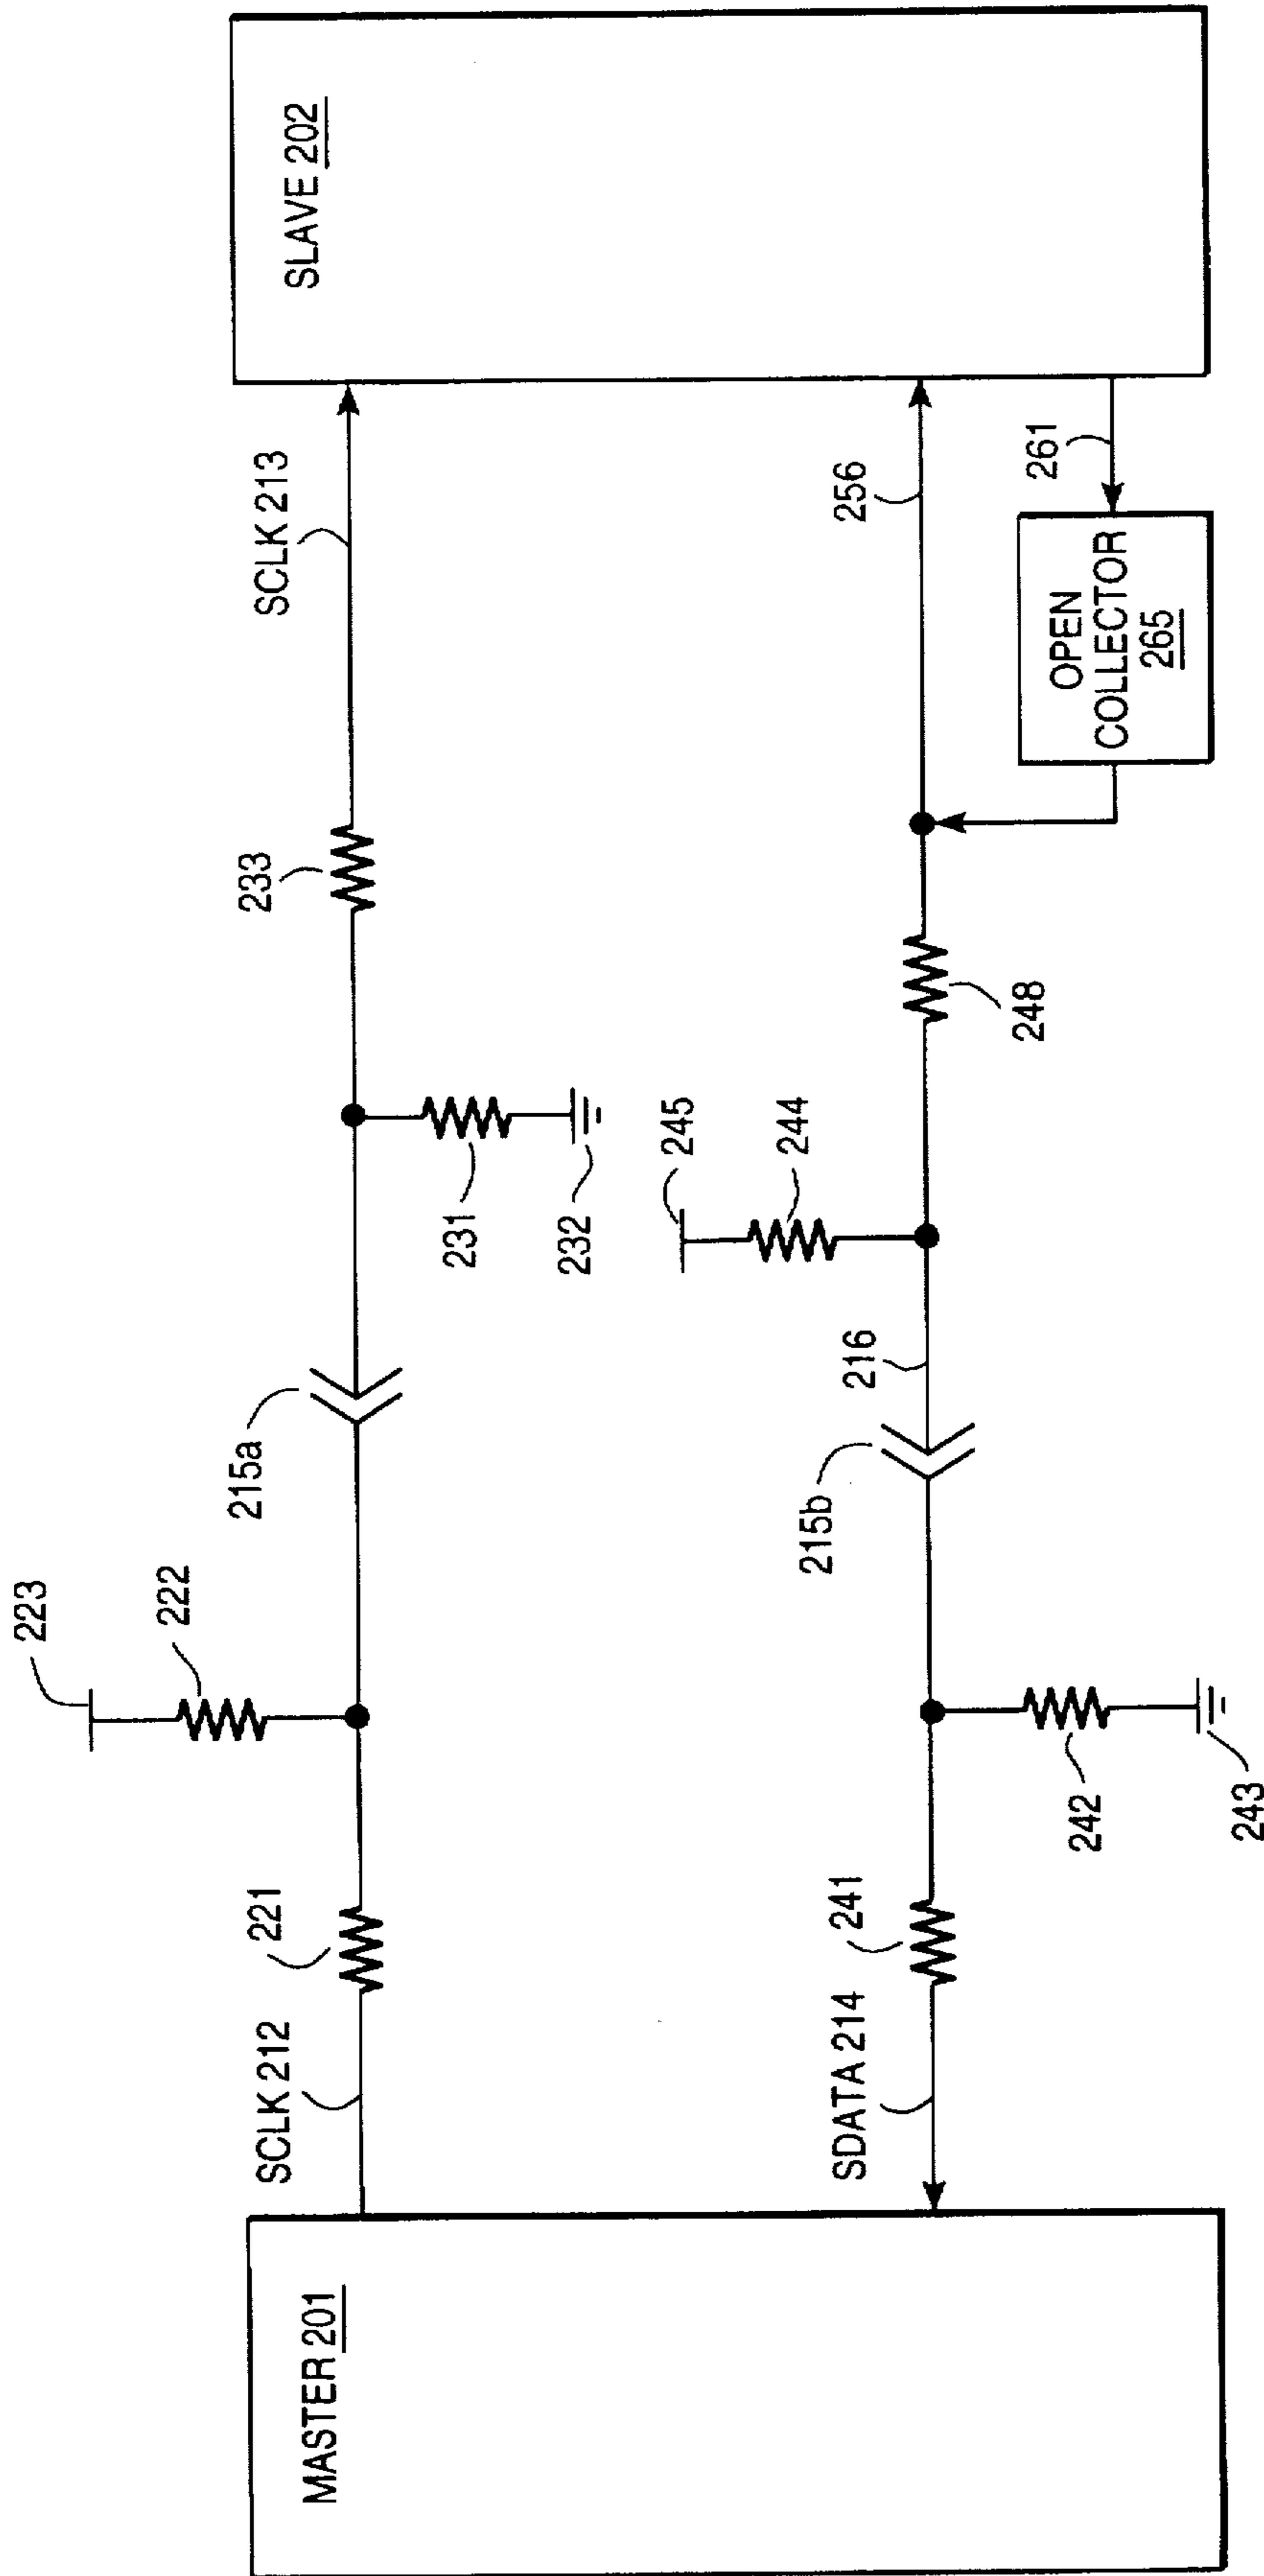 MASTER 201
SLAVE 202
SCLK 212
221
222
223
215a
231
232
233
SCLK 213
SDATA 214
241
242
243
215b
216
244
245
248
256
261
OPEN
COLLECTOR
265